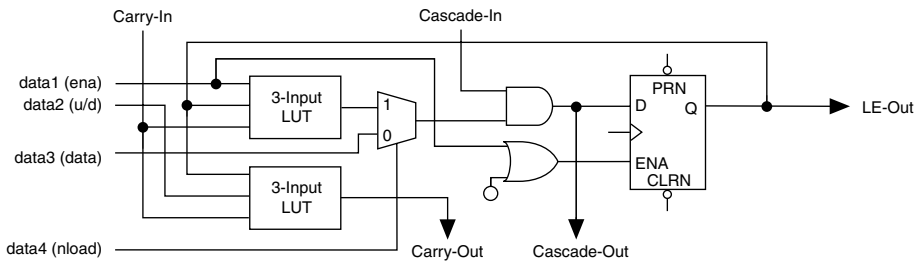 Carry-In
Cascade-In
data1 (ena)
data2 (u/d)
data3 (data)
data4 (nload)
3-Input
LUT
1
0
3-Input
LUT
PRN
D
Q
ENA
CLRN
LE-Out
Carry-Out
Cascade-Out